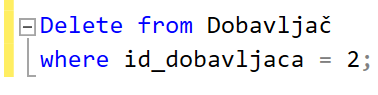 Delete from Dobavljač
where id_dobavljaca = 2;